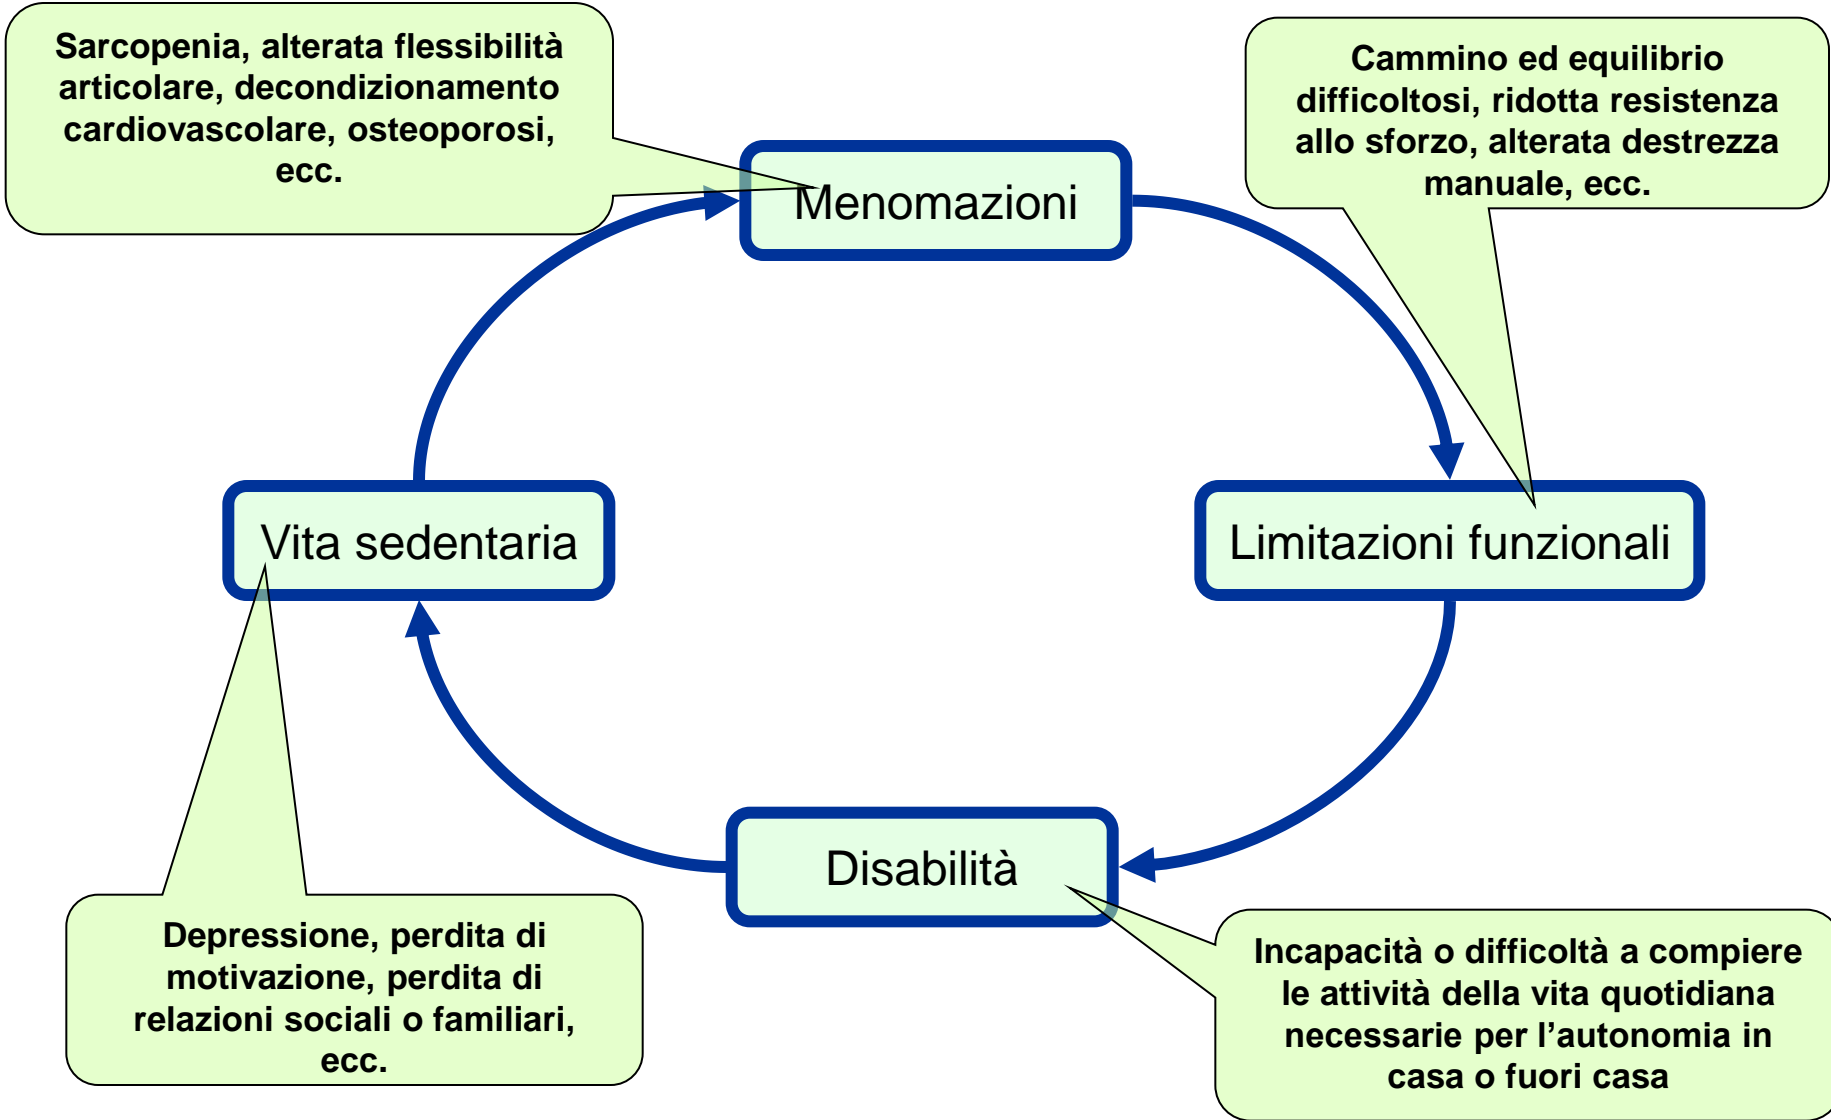 Sarcopenia, alterata flessibilità
articolare, decondizionamento
cardiovascolare, osteoporosi,
ecc.
Cammino ed equilibrio
difficoltosi, ridotta resistenza
allo sforzo, alterata destrezza
manuale, ecc.
Menomazioni
Vita sedentaria
Limitazioni funzionali
Disabilità
Depressione, perdita di
motivazione, perdita di
relazioni sociali o familiari,
ecc.
Incapacità o difficoltà a compiere
le attività della vita quotidiana
necessarie per l’autonomia in
casa o fuori casa